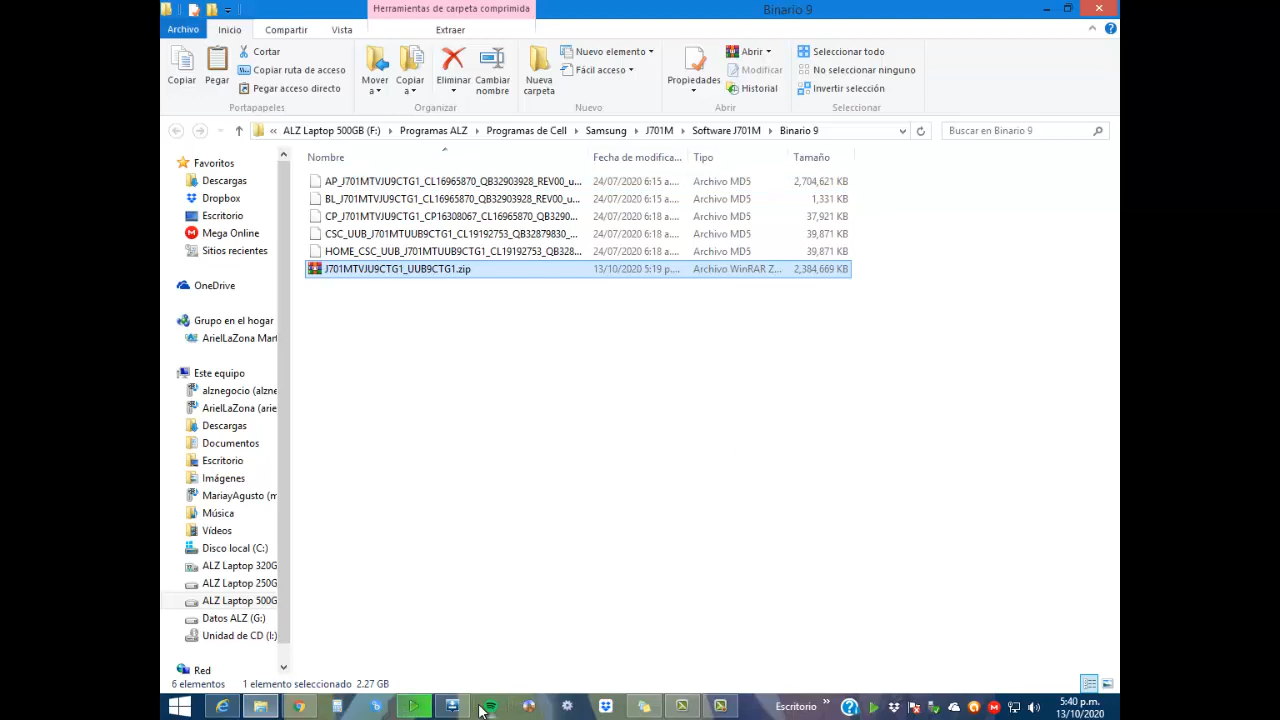 Herramientas de carpeta comprimida
Binario 9
Archivo
Inicio
Compartir
Vista
Extraer
Copiar
Pegar
Cortar
Copiar ruta de acceso
Pegar acceso directo
Portapapeles
Mover a
Copiar a
Eliminar
Cambiar nombre
Organizar
Nueva carpeta
Nuevo elemento
Fácil acceso
Nuevo
Propiedades
Abrir
Modificar
Historial
Abrir
Seleccionar todo
No seleccionar ninguno
Invertir selección
Seleccionar
« ALZ Laptop 500GB (F:) Programas ALZ Programas de Cell Samsung J701M Software J701M Binario 9
Buscar en Binario 9
Nombre Fecha de modifica... Tipo Tamaño
AP_J701MTVJU9CTG1_CL16965870_QB32903928_REV00_u... 24/07/2020 6:15 a.... Archivo MD5 2,704,621 KB
BL_J701MTVJU9CTG1_CL16965870_QB32903928_REV00_u... 24/07/2020 6:15 a.... Archivo MD5 1,331 KB
CP_J701MTVJU9CTG1_CP16308067_CL16965870_QB3290... 24/07/2020 6:18 a.... Archivo MD5 37,921 KB
CSC_UUB_J701MTUUB9CTG1_CL19192753_QB32879830_... 24/07/2020 6:18 a.... Archivo MD5 39,871 KB
HOME_CSC_UUB_J701MTUUB9CTG1_CL19192753_QB328... 24/07/2020 6:18 a.... Archivo MD5 39,871 KB
J701MTVJU9CTG1_UUB9CTG1.zip 13/10/2020 5:19 p.... Archivo WinRAR Z... 2,384,669 KB
Favoritos
Descargas
Dropbox
Escritorio
Mega Online
Sitios recientes
OneDrive
Grupo en el hogar
ArielLaZona Mart
Este equipo
alznegocio (alzne
ArielLaZona (arie
Descargas
Documentos
Escritorio
Imágenes
MariayAgusto (m
Música
Vídeos
Disco local (C:)
ALZ Laptop 320G
ALZ Laptop 250G
ALZ Laptop 500G
Datos ALZ (G:)
Unidad de CD (I:)
Red
6 elementos 1 elemento seleccionado 2.27 GB
Escritorio »
5:40 p.m.
13/10/2020